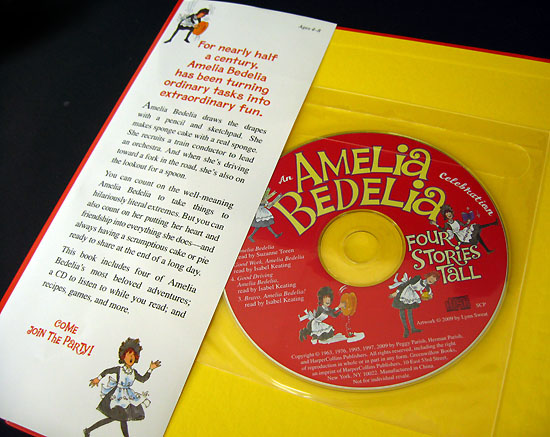 Ages 4–8
For nearly half
a century,
Amelia Bedelia
has been turning
ordinary tasks into
extraordinary fun.
Amelia Bedelia draws the drapes
with a pencil and sketchpad. She
makes sponge cake with a real sponge.
She recruits a train conductor to lead
an orchestra. And when she's driving
toward a fork in the road, she's also on
the lookout for a spoon.
You can count on the well-meaning
Amelia Bedelia to take things to
hilariously literal extremes. But you can
also count on her putting her heart and
friendship into everything she does—and
always having a scrumptious cake or pie
ready to share at the end of a long day.
This book includes four of Amelia
Bedelia's most beloved adventures;
a CD to listen to while you read; and
recipes, games, and more.
COME
JOIN THE PARTY!
An
AMELIA
BEDELIA
Celebration
FOUR
STORIES
TALL
Amelia Bedelia
read by Suzanne Toren
Good Work, Amelia Bedelia
read by Isabel Keating
4. Good Driving
Amelia Bedelia,
read by Isabel Keating
3. Bravo, Amelia Bedelia!
read by Isabel Keating
SCP
Artwork © 2009 by Lynn Sweat
Copyright © 1963, 1976, 1995, 1997, 2009 by Peggy Parish, Herman Parish,
and HarperCollins Publishers. All rights reserved, including the right
of reproduction in whole or in part in any form. Greenwillow Books,
an imprint of HarperCollins Publishers, 10 East 53rd Street,
New York, NY 10022. Manufactured in China.
Not for individual resale.